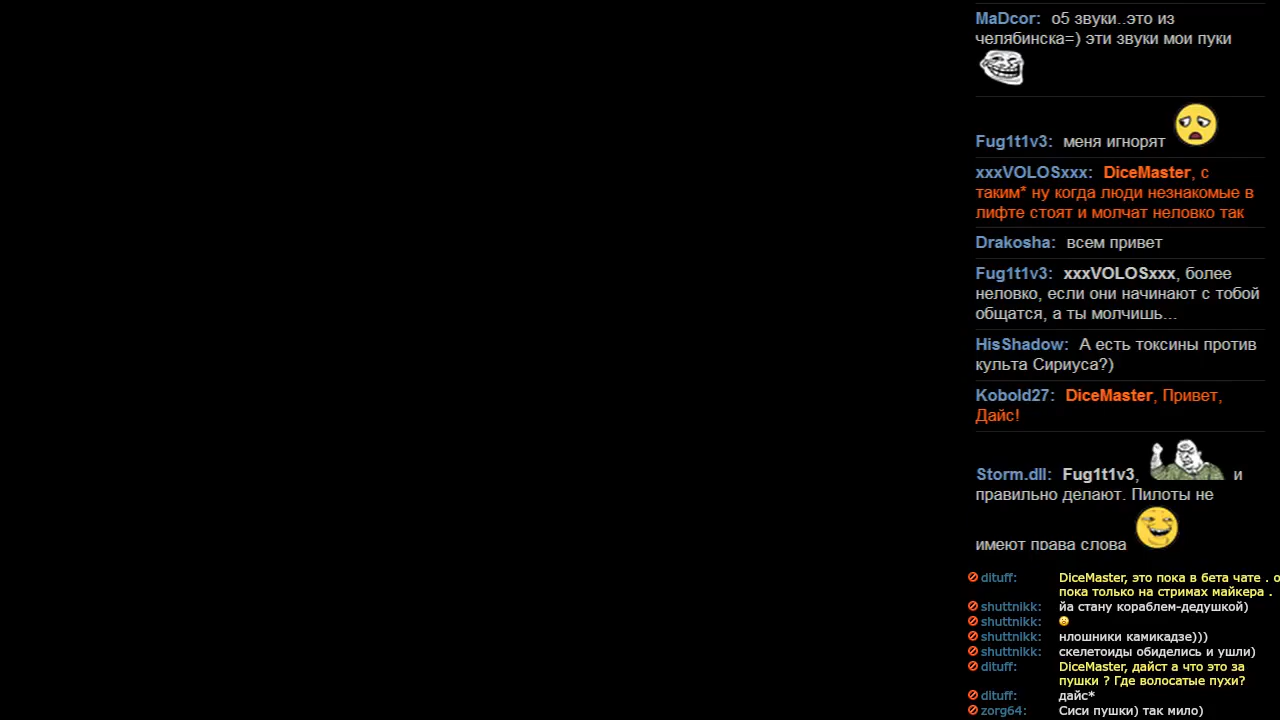 MaDcor: о5 звуки..это из
челябинска=) эти звуки мои пуки
Fug1t1v3: меня игнорят
xxxVOLOSxxx: DiceMaster, с
таким* ну когда люди незнакомые в
лифте стоят и молчат неловко так
Drakosha: всем привет
Fug1t1v3: xxxVOLOSxxx, более
неловко, если они начинают с тобой
общатся, а ты молчишь...
HisShadow: А есть токсины против
культа Сириуса?)
Kobold27: DiceMaster, Привет,
Дайс!
Storm.dll: Fug1t1v3, и
правильно делают. Пилоты не
имеют права слова
dituff: DiceMaster, это пока в бета чате . о
пока только на стримах майкера .
shuttnikk: йа стану кораблем-дедушкой)
shuttnikk:
shuttnikk: нлошники камикадзе)))
shuttnikk: скелетоиды обиделись и ушли)
dituff: DiceMaster, дайст а что это за
пушки ? Где волосатые пухи?
dituff: дайс*
zorg64: Сиси пушки) так мило)